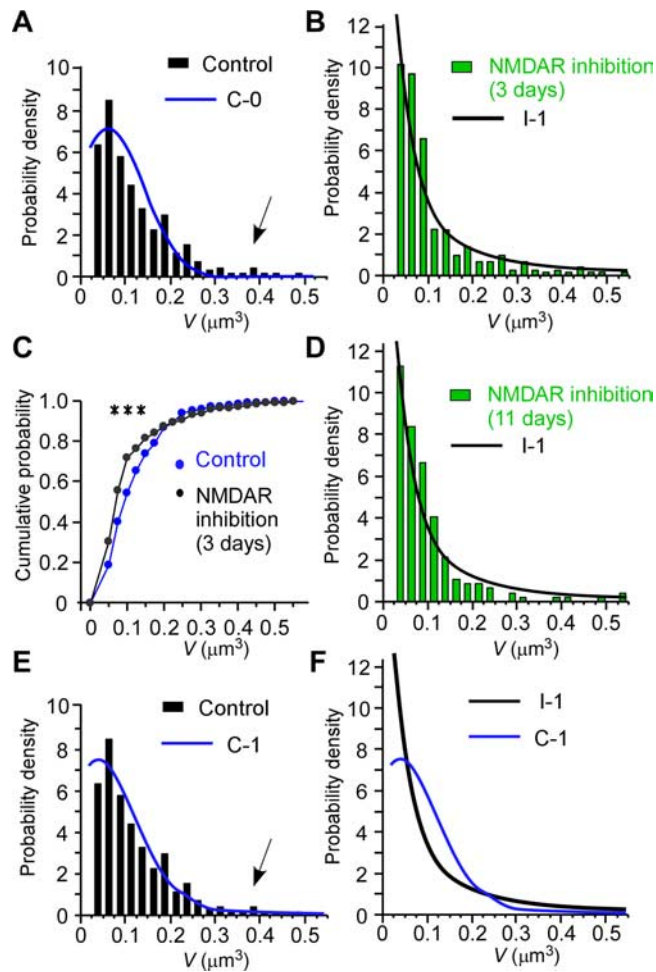 A
Control
C-0
Probability density
10
8
6
4
2
0
0 0.1 0.2 0.3 0.4 0.5
V (μm³)
B
NMDAR inhibition
(3 days)
I-1
Probability density
12
10
8
6
4
2
0
0 0.1 0.2 0.3 0.4 0.5
V (μm³)
C
***
Control
NMDAR
inhibition
(3 days)
Cumulative probability
1.0
0.8
0.6
0.4
0.2
0
0 0.1 0.2 0.3 0.4 0.5
V (μm³)
D
NMDAR inhibition
(11 days)
I-1
Probability density
12
10
8
6
4
2
0
0 0.1 0.2 0.3 0.4 0.5
V (μm³)
E
Control
C-1
Probability density
10
8
6
4
2
0
0 0.1 0.2 0.3 0.4 0.5
V (μm³)
F
I-1
C-1
Probability density
12
10
8
6
4
2
0
0 0.1 0.2 0.3 0.4 0.5
V (μm³)